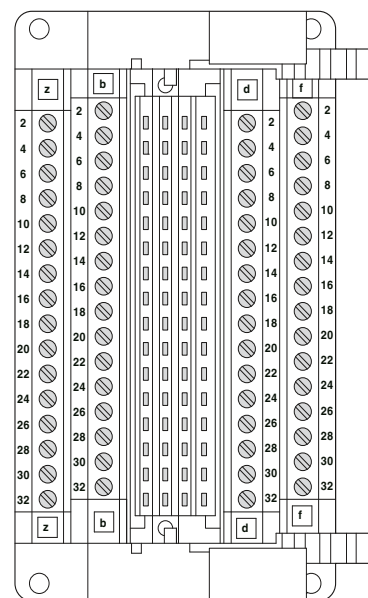 z b d f
2 2 2 2
4 4 4 4
6 6 6 6
8 8 8 8
10 10 10 10
12 12 12 12
14 14 14 14
16 16 16 16
18 18 18 18
20 20 20 20
22 22 22 22
24 24 24 24
26 26 26 26
28 28 28 28
30 30 30 30
32 32 32 32
z b d f